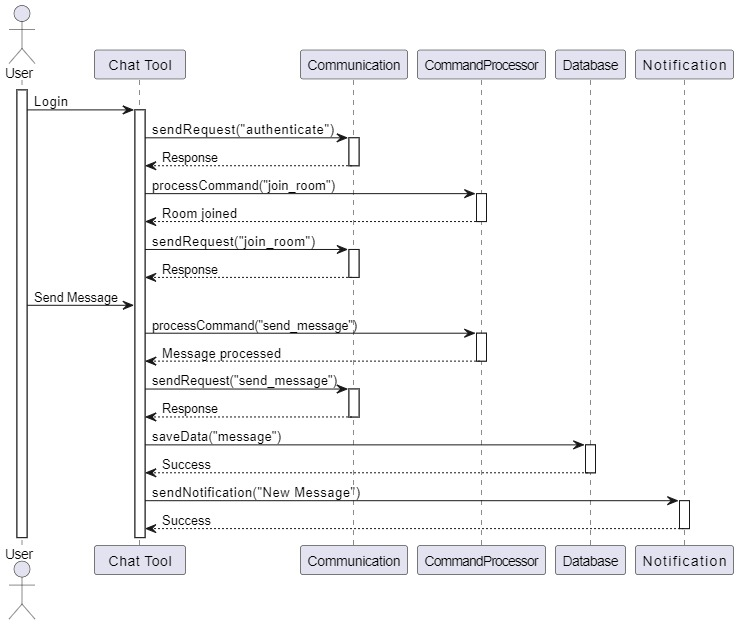 User
Chat Tool
Communication
CommandProcessor
Database
Notification
Login
sendRequest("authenticate")
Response
processCommand("join_room")
Room joined
sendRequest("join_room")
Response
Send Message
processCommand("send_message")
Message processed
sendRequest("send_message")
Response
saveData("message")
Success
sendNotification("New Message")
Success
User
Chat Tool
Communication
CommandProcessor
Database
Notification